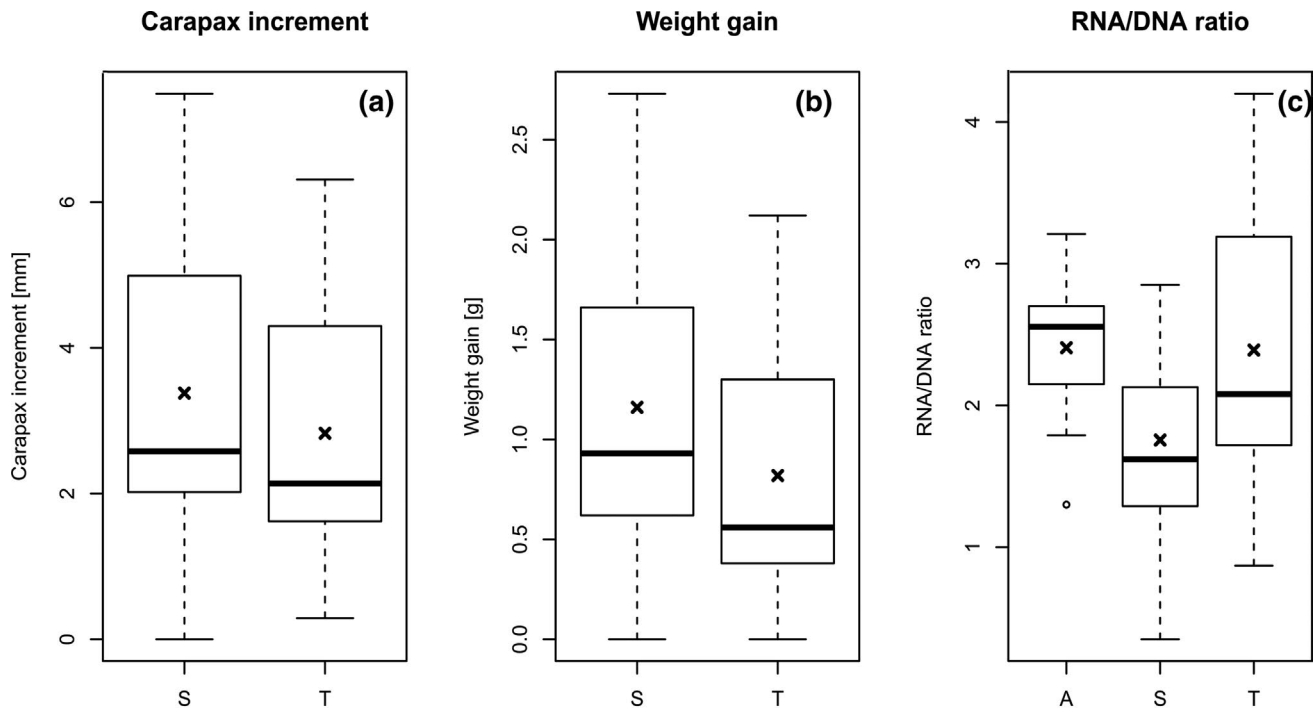 Carapax increment
Weight gain
RNA/DNA ratio
(a)
(b)
(c)
Carapax increment [mm]
6
4
2
0
S
T
Weight gain [g]
2.5
2.0
1.5
1.0
0.5
0.0
S
T
RNA/DNA ratio
4
3
2
1
A
S
T